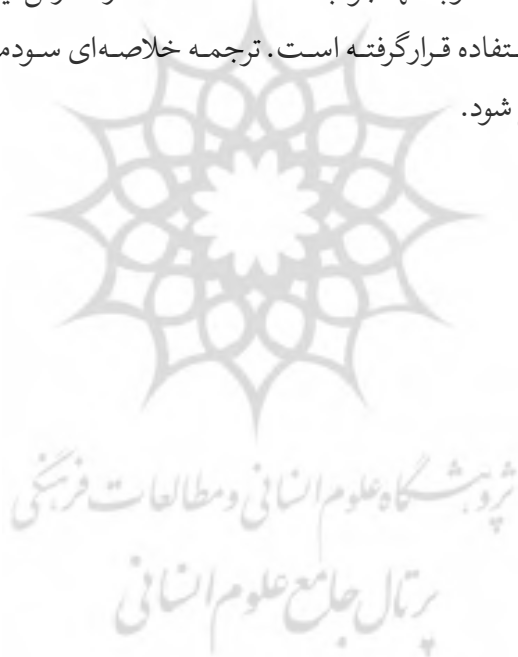 ستفاده قرارگرفته است. ترجمه خلاصه‌ای سودم
شود.
پژوهشگاه علوم انسانی و مطالعات فرهنگی
پرتال جامع علوم انسانی